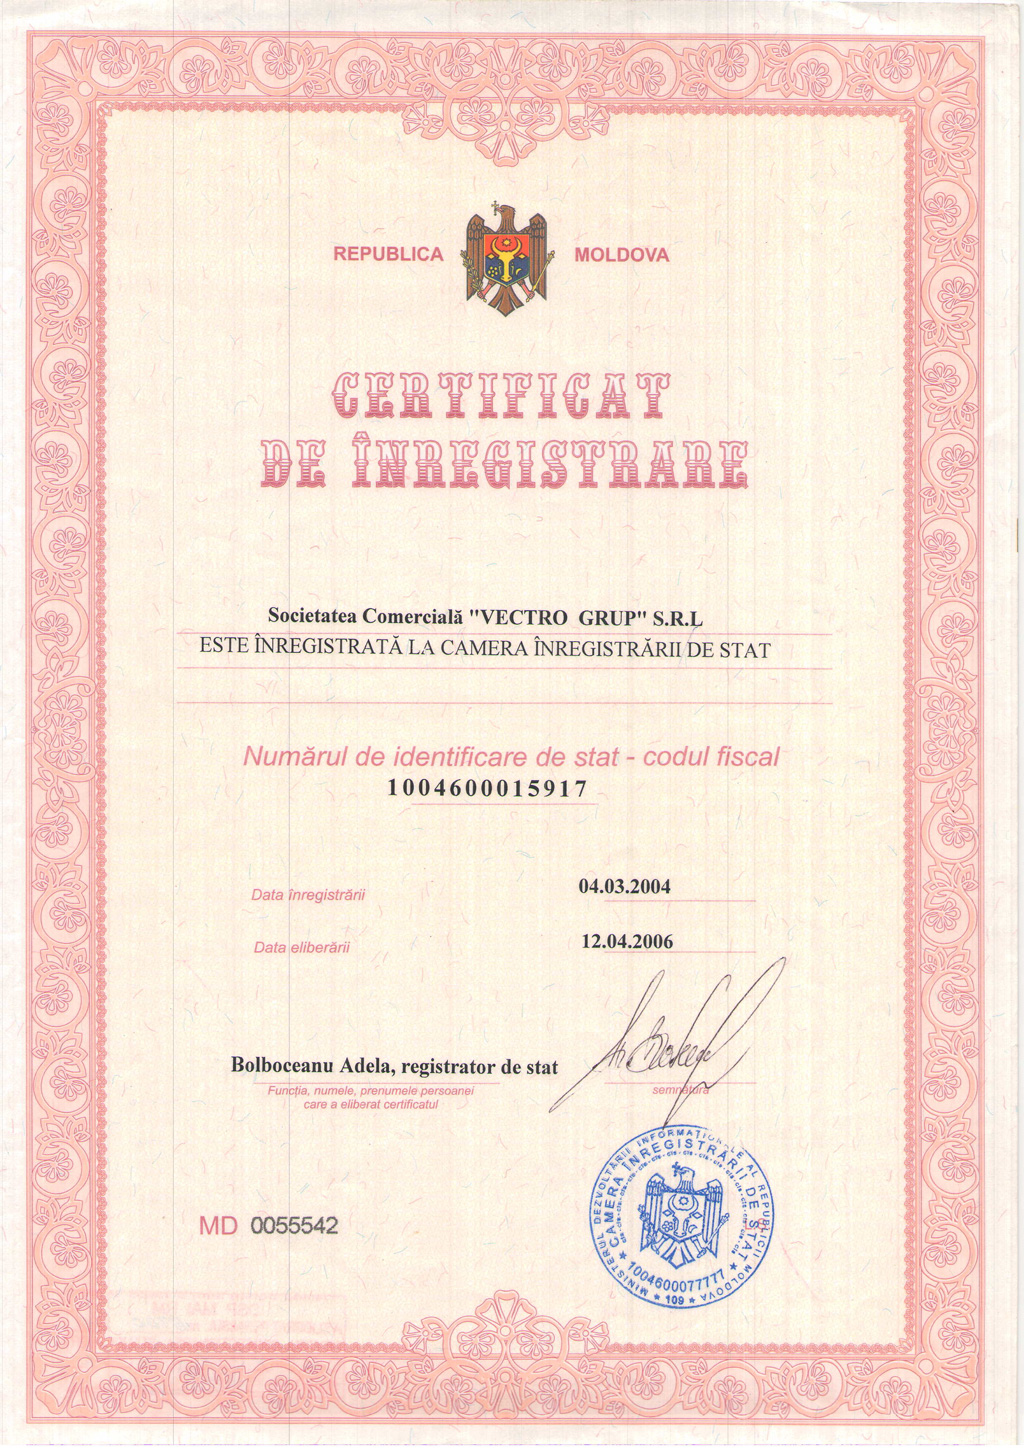 REPUBLICA MOLDOVA
CERTIFICAT
DE ÎNREGISTRARE
Societatea Comercială "VECTRO GRUP" S.R.L
ESTE ÎNREGISTRATĂ LA CAMERA ÎNREGISTRĂRII DE STAT
Numărul de identificare de stat - codul fiscal
1004600015917
Data înregistrării 04.03.2004
Data eliberării 12.04.2006
Bolboceanu Adela, registrator de stat
Funcţia, numele, prenumele persoanei
care a eliberat certificatul
semnătura
MINISTERUL DEZVOLTĂRII INFORMAŢIONALE AL REPUBLICII MOLDOVA
CAMERA ÎNREGISTRĂRII DE STAT
1004600077777
109
MD 0055542